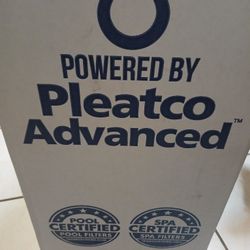 POWERED BY
Pleatco
Advanced™
POOL
CERTIFIED
POOL FILTERS
SPA
CERTIFIED
SPA FILTERS